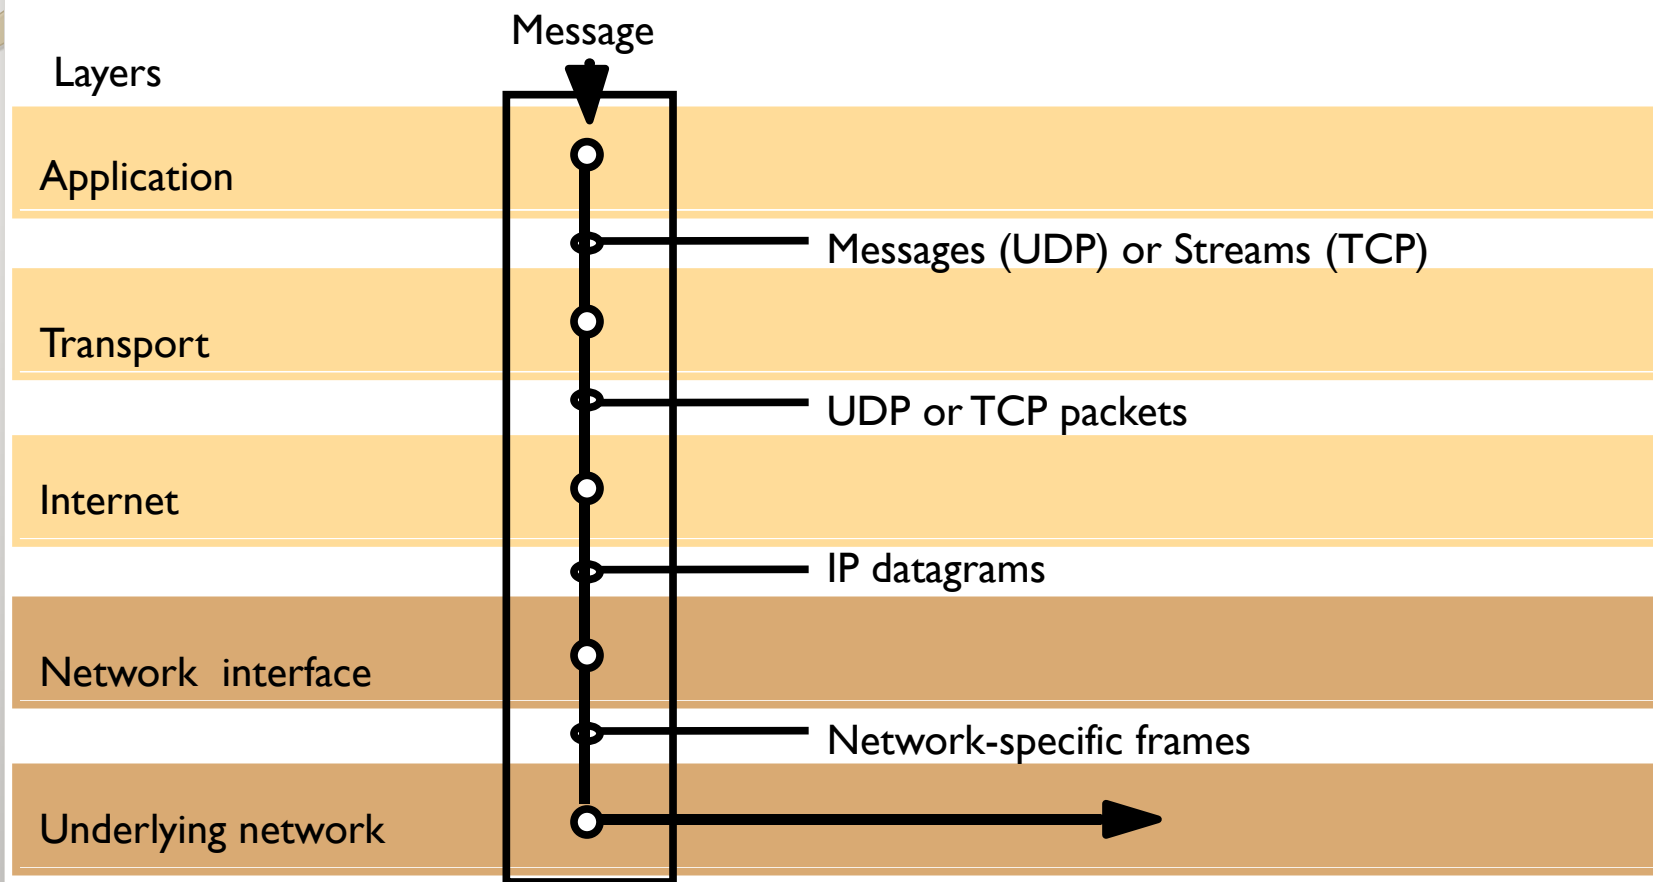 Message
Layers
Application
Messages (UDP) or Streams (TCP)
Transport
UDP or TCP packets
Internet
IP datagrams
Network interface
Network-specific frames
Underlying network